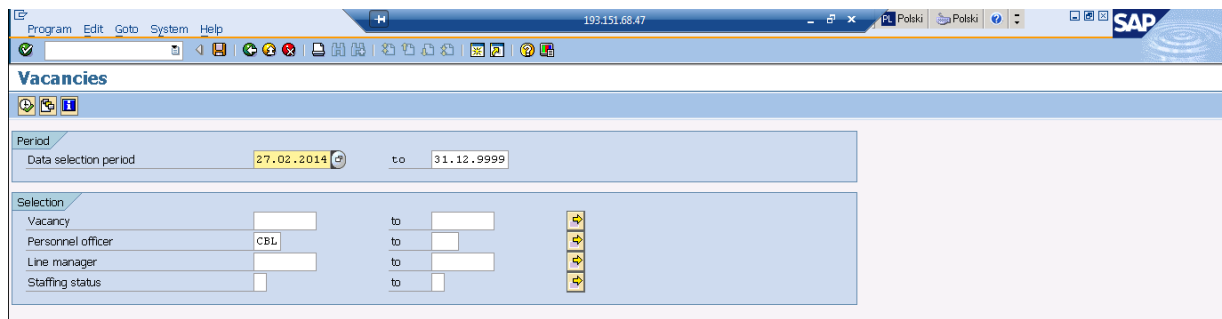 193.151.68.47
PL Polski Polski
Program Edit Goto System Help
SAP
Vacancies
Period
Data selection period 27.02.2014 to 31.12.9999
Selection
Vacancy to
Personnel officer CBL to
Line manager to
Staffing status to